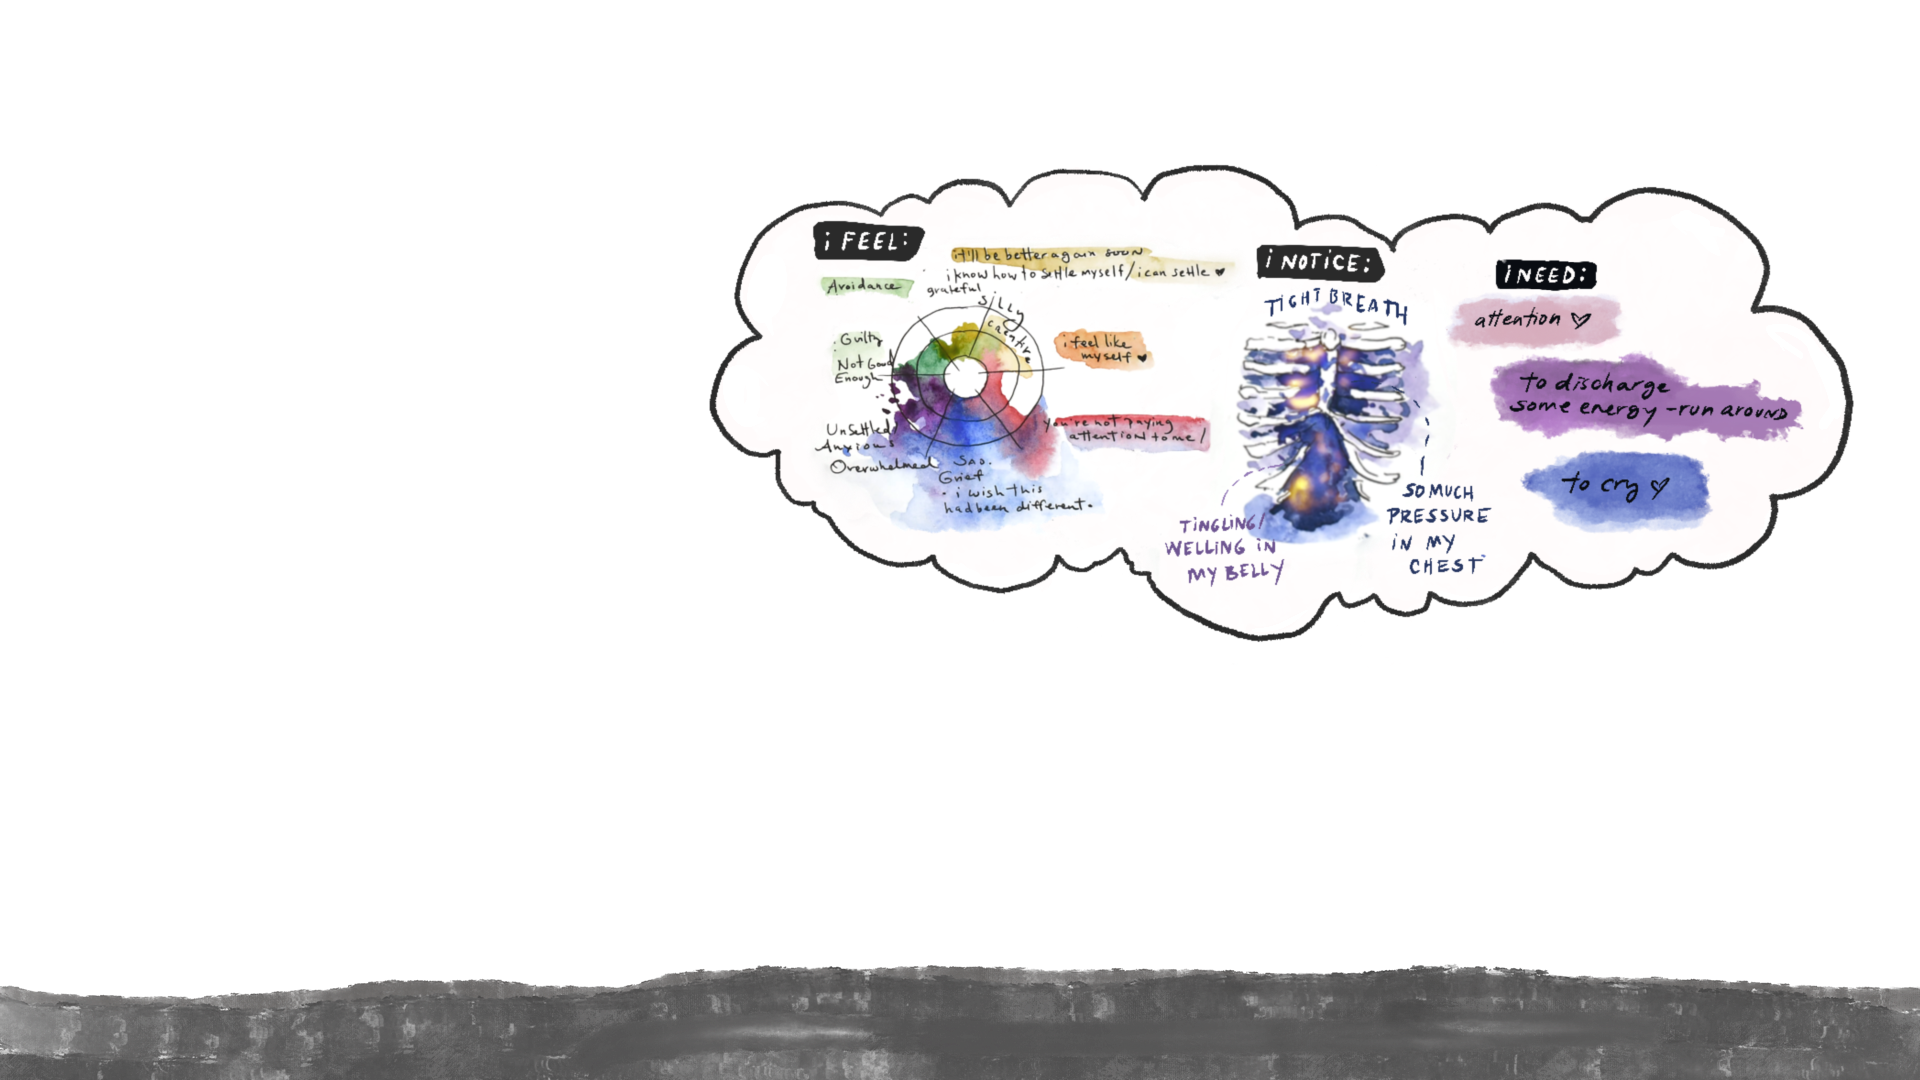 i FEEL:
it'll be better again soon
i know how to settle myself/i can settle ♥
Avoidance
grateful
SiLLy
creative
Guilty
Not Good
Enough
i feel like
myself ♥
Unsettled
Anxious
Overwhelmed
you're not paying
attention to me!
SAD.
Grief
· i wish this
had been different.
i NOTiCE:
TiGHT BREATH
TiNGLiNG/
WELLiNG iN
MY BELLY
SO MUCH
PRESSURE
iN MY
CHEST
i NEED:
attention ♡
to discharge
some energy -run around
to cry ♡